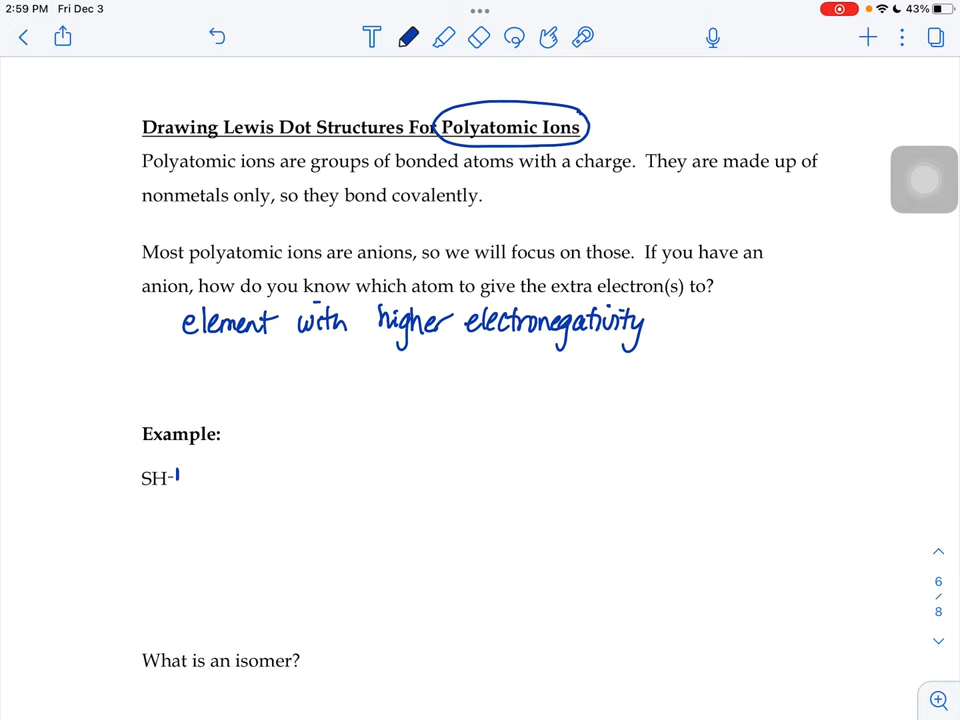 2:59 PM Fri Dec 3
43%
T
Drawing Lewis Dot Structures For Polyatomic Ions
Polyatomic ions are groups of bonded atoms with a charge. They are made up of
nonmetals only, so they bond covalently.
Most polyatomic ions are anions, so we will focus on those. If you have an
anion, how do you know which atom to give the extra electron(s) to?
element with higher electronegativity
Example:
SH-1
What is an isomer?
6
/
8